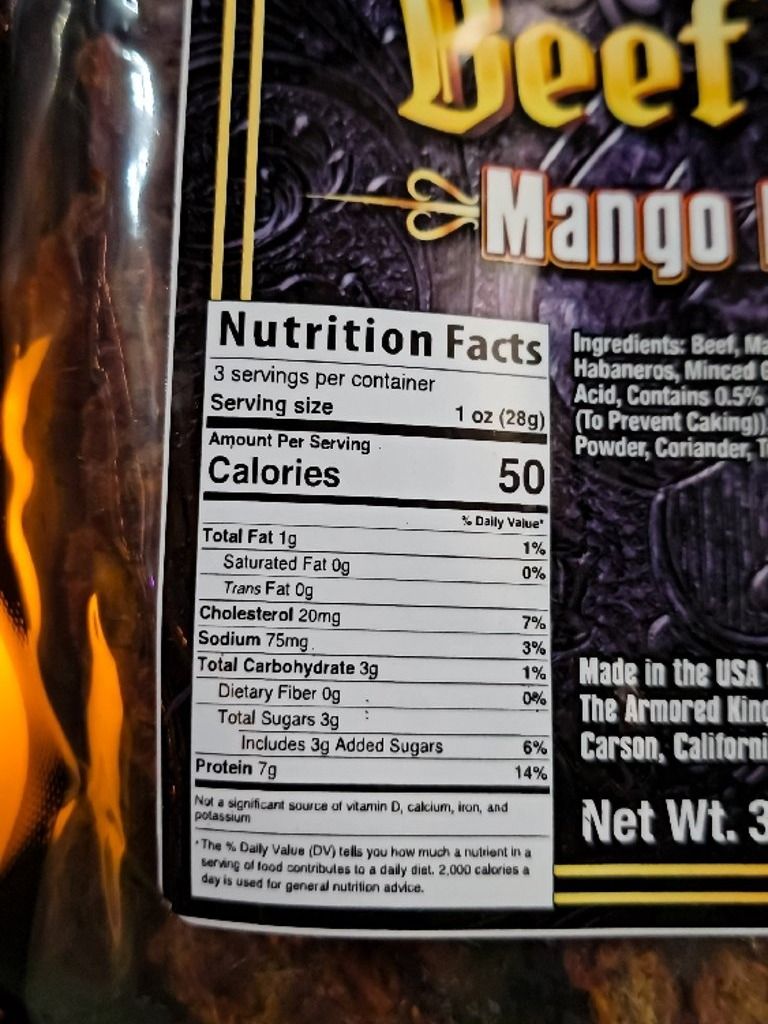 Beef
Mango
Nutrition Facts
3 servings per container
Serving size 1 oz (28g)
Amount Per Serving
Calories 50
% Daily Value*
Total Fat 1g 1%
Saturated Fat 0g 0%
Trans Fat 0g
Cholesterol 20mg 7%
Sodium 75mg 3%
Total Carbohydrate 3g 1%
Dietary Fiber 0g 0%
Total Sugars 3g
Includes 3g Added Sugars 6%
Protein 7g 14%
Not a significant source of vitamin D, calcium, iron, and
potassium
*The % Daily Value (DV) tells you how much a nutrient in a
serving of food contributes to a daily diet. 2,000 calories a
day is used for general nutrition advice.
Ingredients: Beef, Ma
Habaneros, Minced G
Acid, Contains 0.5%
(To Prevent Caking))
Powder, Coriander, T
Made in the USA
The Armored King
Carson, Californi
Net Wt. 3